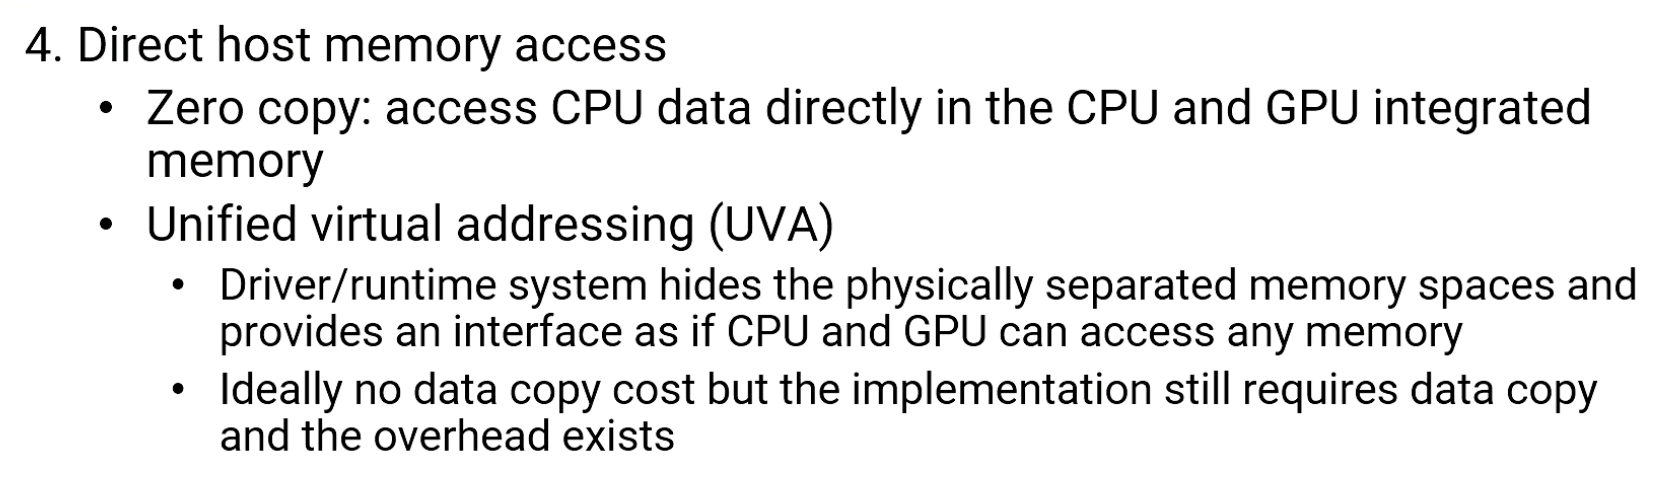 4. Direct host memory access
• Zero copy: access CPU data directly in the CPU and GPU integrated
memory
• Unified virtual addressing (UVA)
• Driver/runtime system hides the physically separated memory spaces and
provides an interface as if CPU and GPU can access any memory
• Ideally no data copy cost but the implementation still requires data copy
and the overhead exists